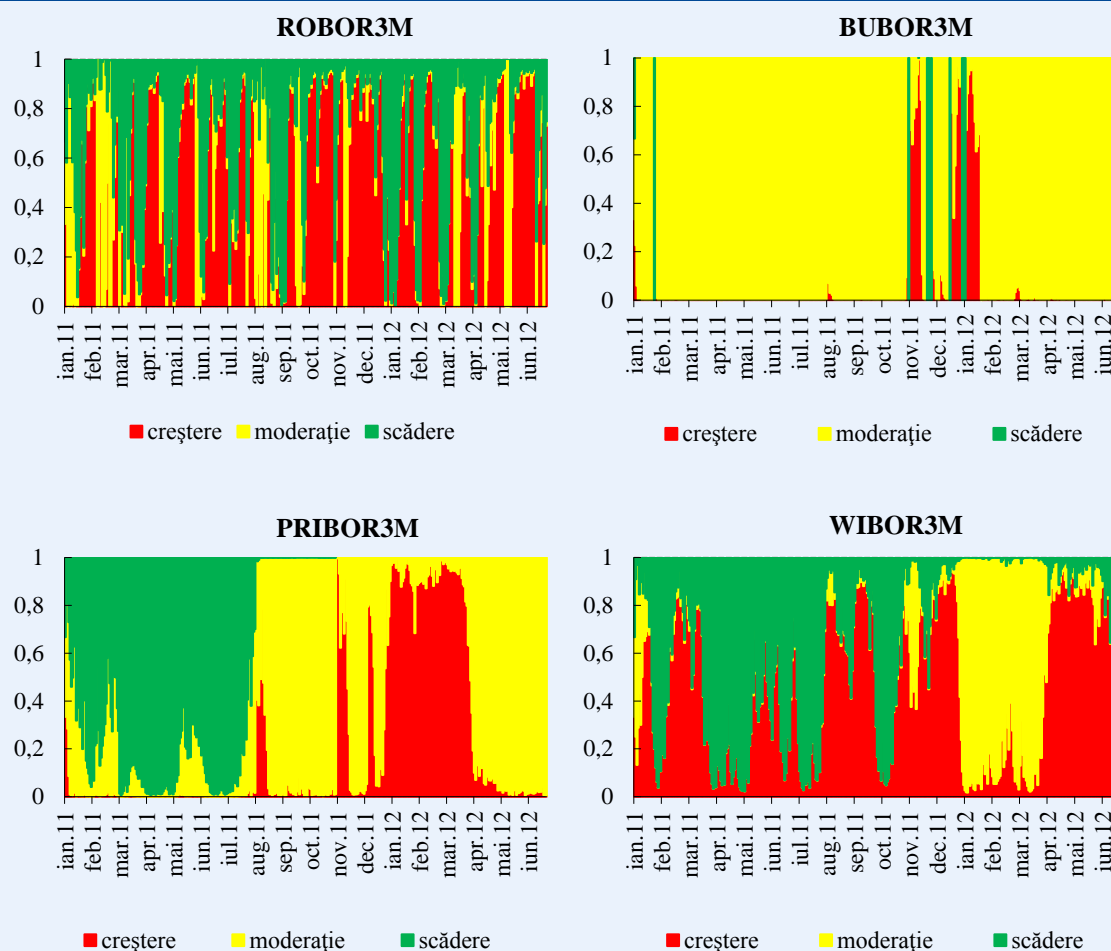 ROBOR3M
1
0,8
0,6
0,4
0,2
0
ian.11 feb.11 mar.11 apr.11 mai.11 iun.11 iul.11 aug.11 sep.11 oct.11 nov.11 dec.11 ian.12 feb.12 mar.12 apr.12 mai.12 iun.12
creştere moderaţie scădere
BUBOR3M
1
0,8
0,6
0,4
0,2
0
ian.11 feb.11 mar.11 apr.11 mai.11 iun.11 iul.11 aug.11 sep.11 oct.11 nov.11 dec.11 ian.12 feb.12 mar.12 apr.12 mai.12 iun.12
creştere moderaţie scădere
PRIBOR3M
1
0,8
0,6
0,4
0,2
0
ian.11 feb.11 mar.11 apr.11 mai.11 iun.11 iul.11 aug.11 sep.11 oct.11 nov.11 dec.11 ian.12 feb.12 mar.12 apr.12 mai.12 iun.12
creştere moderaţie scădere
WIBOR3M
1
0,8
0,6
0,4
0,2
0
ian.11 feb.11 mar.11 apr.11 mai.11 iun.11 iul.11 aug.11 sep.11 oct.11 nov.11 dec.11 ian.12 feb.12 mar.12 apr.12 mai.12 iun.12
creştere moderaţie scădere